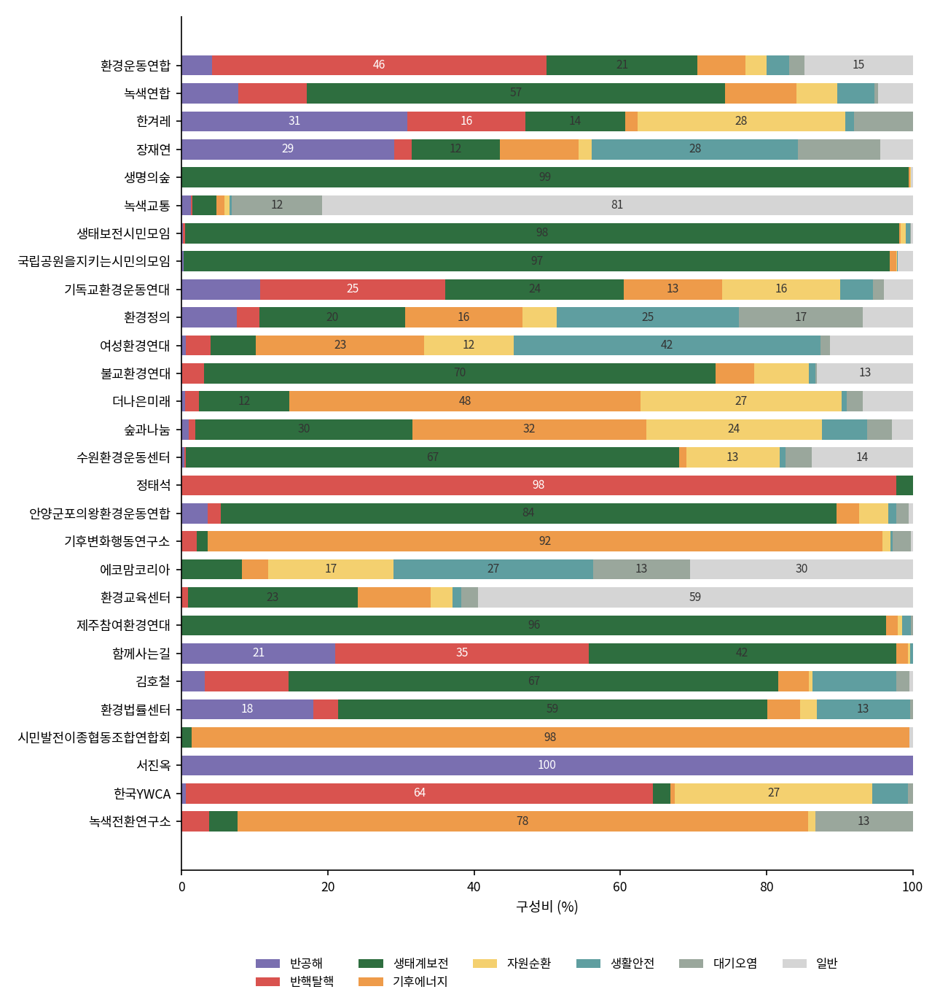 환경운동연합 46 21 15
녹색연합 57
한겨레 31 16 14 28
장재연 29 12 28
생명의숲 99
녹색교통 12 81
생태보전시민모임 98
국립공원을지키는시민의모임 97
기독교환경운동연대 25 24 13 16
환경정의 20 16 25 17
여성환경연대 23 12 42
불교환경연대 70 13
더나은미래 12 48 27
숲과나눔 30 32 24
수원환경운동센터 67 13 14
정태석 98
안양군포의왕환경운동연합 84
기후변화행동연구소 92
에코맘코리아 17 27 13 30
환경교육센터 23 59
제주참여환경연대 96
함께사는길 21 35 42
김호철 67
환경법률센터 18 59 13
시민발전이종협동조합연합회 98
서진옥 100
한국YWCA 64 27
녹색전환연구소 78 13
0 20 40 60 80 100
구성비 (%)
반공해 생태계보전 자원순환 생활안전 대기오염 일반
반핵탈핵 기후에너지